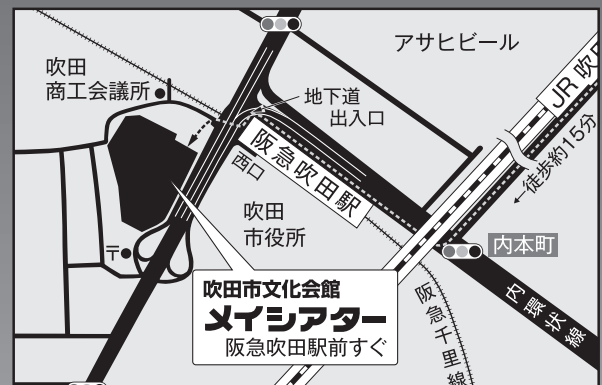 アサヒビール
JR 吹
吹田
商工会議所
地下道
出入口
阪急吹田駅
西口
←徒歩約15分
吹田
市役所
〒
内本町
吹田市文化会館
メイシアター
阪急吹田駅前すぐ
阪急千里線
内環状線